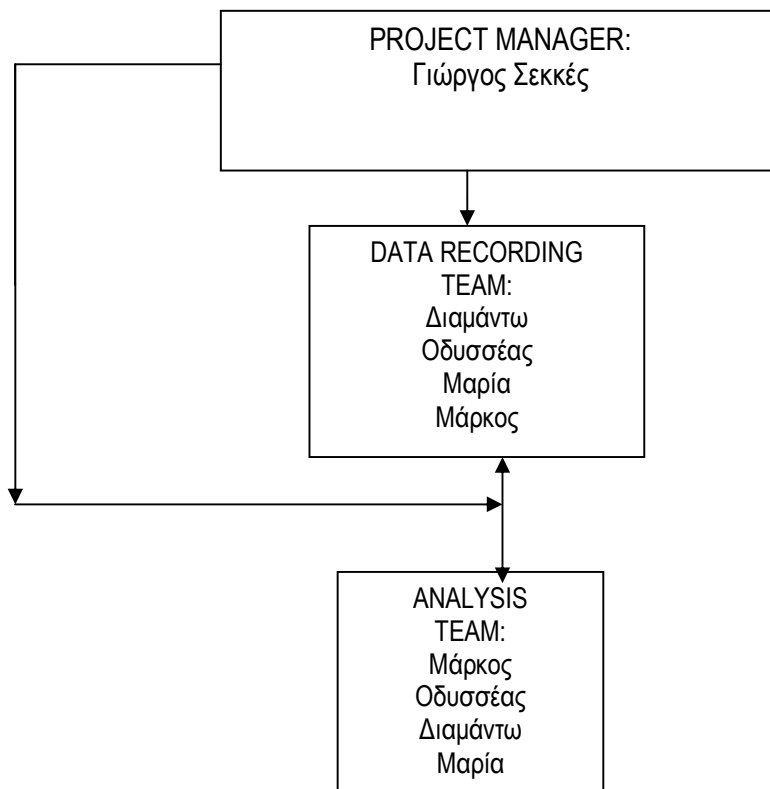 PROJECT MANAGER:
Γιώργος Σεκκές
DATA RECORDING
TEAM:
Διαμάντω
Οδυσσέας
Μαρία
Μάρκος
ANALYSIS
TEAM:
Μάρκος
Οδυσσέας
Διαμάντω
Μαρία